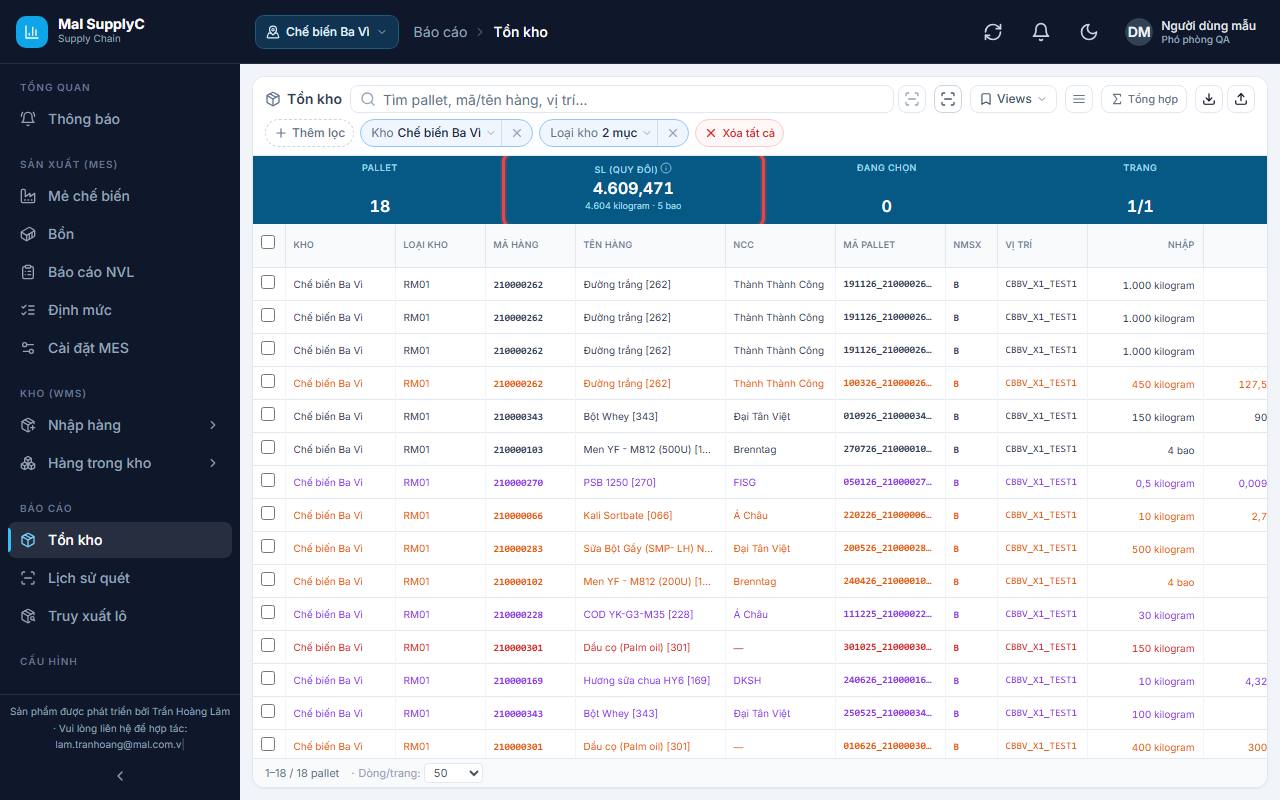 Mal SupplyC
Supply Chain
Chế biến Ba Vì
Báo cáo
Tồn kho
DM
Người dùng mẫu
Phó phòng QA
TỔNG QUAN
Thông báo
SẢN XUẤT (MES)
Mẻ chế biến
Bồn
Báo cáo NVL
Định mức
Cài đặt MES
KHO (WMS)
Nhập hàng
Hàng trong kho
BÁO CÁO
Tồn kho
Lịch sử quét
Truy xuất lô
CẤU HÌNH
Sản phẩm được phát triển bởi Trần Hoàng Lâm
· Vui lòng liên hệ để hợp tác:
lam.tranhoang@mal.com.v
Tồn kho
Tìm pallet, mã/tên hàng, vị trí...
Views
Tổng hợp
Thêm lọc
Kho Chế biến Ba Vì
Loại kho 2 mục
Xóa tất cả
PALLET
18
SL (QUY ĐỔI)
4.609,471
4.604 kilogram · 5 bao
ĐANG CHỌN
0
TRANG
1/1
KHO LOẠI KHO MÃ HÀNG TÊN HÀNG NCC MÃ PALLET NMSX VỊ TRÍ NHẬP
Chế biến Ba Vì RM01 210000262 Đường trắng [262] Thành Thành Công 191126_21000026… B CBBV_X1_TEST1 1.000 kilogram
Chế biến Ba Vì RM01 210000262 Đường trắng [262] Thành Thành Công 191126_21000026… B CBBV_X1_TEST1 1.000 kilogram
Chế biến Ba Vì RM01 210000262 Đường trắng [262] Thành Thành Công 191126_21000026… B CBBV_X1_TEST1 1.000 kilogram
Chế biến Ba Vì RM01 210000262 Đường trắng [262] Thành Thành Công 100326_21000026… B CBBV_X1_TEST1 450 kilogram 127,5
Chế biến Ba Vì RM01 210000343 Bột Whey [343] Đại Tân Việt 010926_21000034… B CBBV_X1_TEST1 150 kilogram 90
Chế biến Ba Vì RM01 210000103 Men YF - M812 (500U) [1… Brenntag 270726_21000010… B CBBV_X1_TEST1 4 bao
Chế biến Ba Vì RM01 210000270 PSB 1250 [270] FISG 050126_21000027… B CBBV_X1_TEST1 0,5 kilogram 0,009
Chế biến Ba Vì RM01 210000066 Kali Sortbate [066] Á Châu 220226_21000006… B CBBV_X1_TEST1 10 kilogram 2,7
Chế biến Ba Vì RM01 210000283 Sữa Bột Gầy (SMP- LH) N… Đại Tân Việt 200526_21000028… B CBBV_X1_TEST1 500 kilogram
Chế biến Ba Vì RM01 210000102 Men YF - M812 (200U) [1… Brenntag 240426_21000010… B CBBV_X1_TEST1 4 bao
Chế biến Ba Vì RM01 210000228 COD YK-G3-M35 [228] Á Châu 111225_21000022… B CBBV_X1_TEST1 30 kilogram
Chế biến Ba Vì RM01 210000301 Dầu cọ (Palm oil) [301] — 301025_21000030… B CBBV_X1_TEST1 150 kilogram
Chế biến Ba Vì RM01 210000169 Hương sữa chua HY6 [169] DKSH 240626_21000016… B CBBV_X1_TEST1 10 kilogram 4,32
Chế biến Ba Vì RM01 210000343 Bột Whey [343] Đại Tân Việt 250525_21000034… B CBBV_X1_TEST1 100 kilogram
Chế biến Ba Vì RM01 210000301 Dầu cọ (Palm oil) [301] — 010626_21000030… B CBBV_X1_TEST1 400 kilogram 300
1–18 / 18 pallet · Dòng/trang: 50